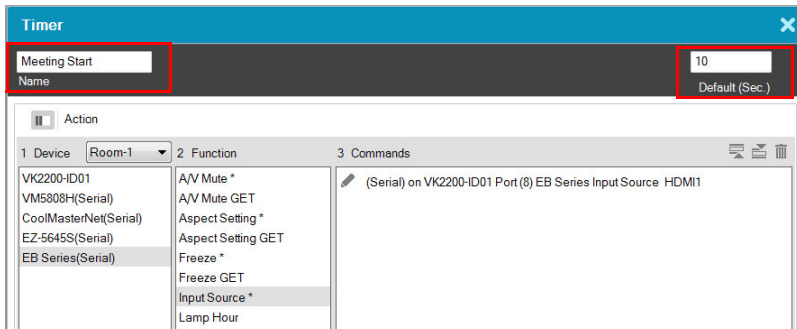 Timer
Meeting Start
Name
10
Default (Sec.)
Action
1 Device Room-1
2 Function
3 Commands
VK2200-ID01
VM5808H(Serial)
CoolMasterNet(Serial)
EZ-5645S(Serial)
EB Series(Serial)
A/V Mute *
A/V Mute GET
Aspect Setting *
Aspect Setting GET
Freeze *
Freeze GET
Input Source *
Lamp Hour
(Serial) on VK2200-ID01 Port (8) EB Series Input Source HDMI1